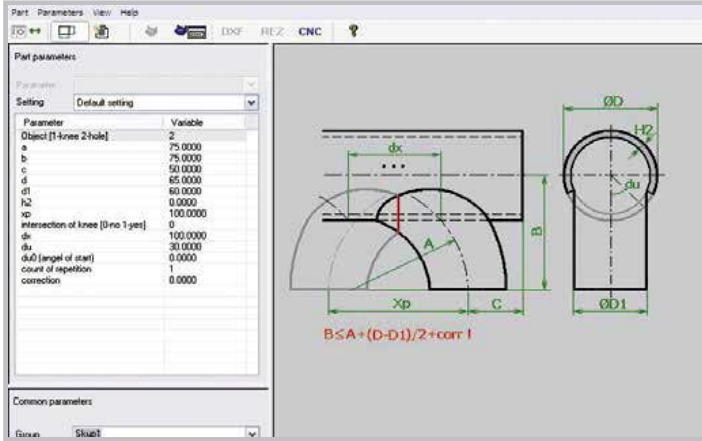 Part Parameters View Help
DXF REZ CNC ?
Part parameters
Parameter
Setting Default setting
Parameter Variable
Object [1-knee 2-hole] 2
a 75.0000
b 75.0000
c 50.0000
d 65.0000
d1 60.0000
h2 0.0000
xp 100.0000
intersection of knee [0-no 1-yes] 0
dx 100.0000
du 30.0000
du0 (angel of start) 0.0000
count of repetition 1
correction 0.0000
Common parameters
Group Skup1
ØD
H2
dx
du
A
B
Xp
C
ØD1
B≤A+(D-D1)/2+corr !